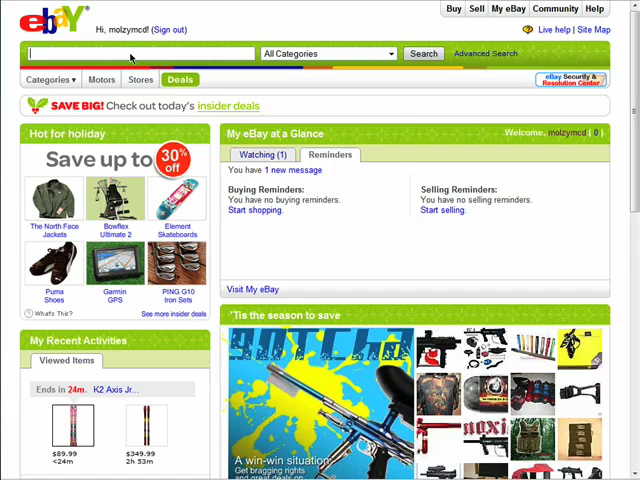 ebay
Hi, molzymcd! (Sign out)
Buy Sell My eBay Community Help
Live help | Site Map
All Categories Search Advanced Search
Categories Motors Stores Deals
eBay Security & Resolution Center
SAVE BIG! Check out today's insider deals
Hot for holiday
Save up to 30% off
The North Face Jackets
Bowflex Ultimate 2
Element Skateboards
Puma Shoes
Garmin GPS
PING G10 Iron Sets
What's This?
See more insider deals
My eBay at a Glance
Welcome, molzymcd ( 0 )
Watching (1) Reminders
You have 1 new message
Buying Reminders:
You have no buying reminders.
Start shopping.
Selling Reminders:
You have no selling reminders.
Start selling.
Visit My eBay
'Tis the season to save
GOTCHA
A win-win situation
Get bragging rights
and great deals on
My Recent Activities
Viewed Items
Ends in 24m. K2 Axis Jr...
$89.99
<24m
$349.99
2h 53m